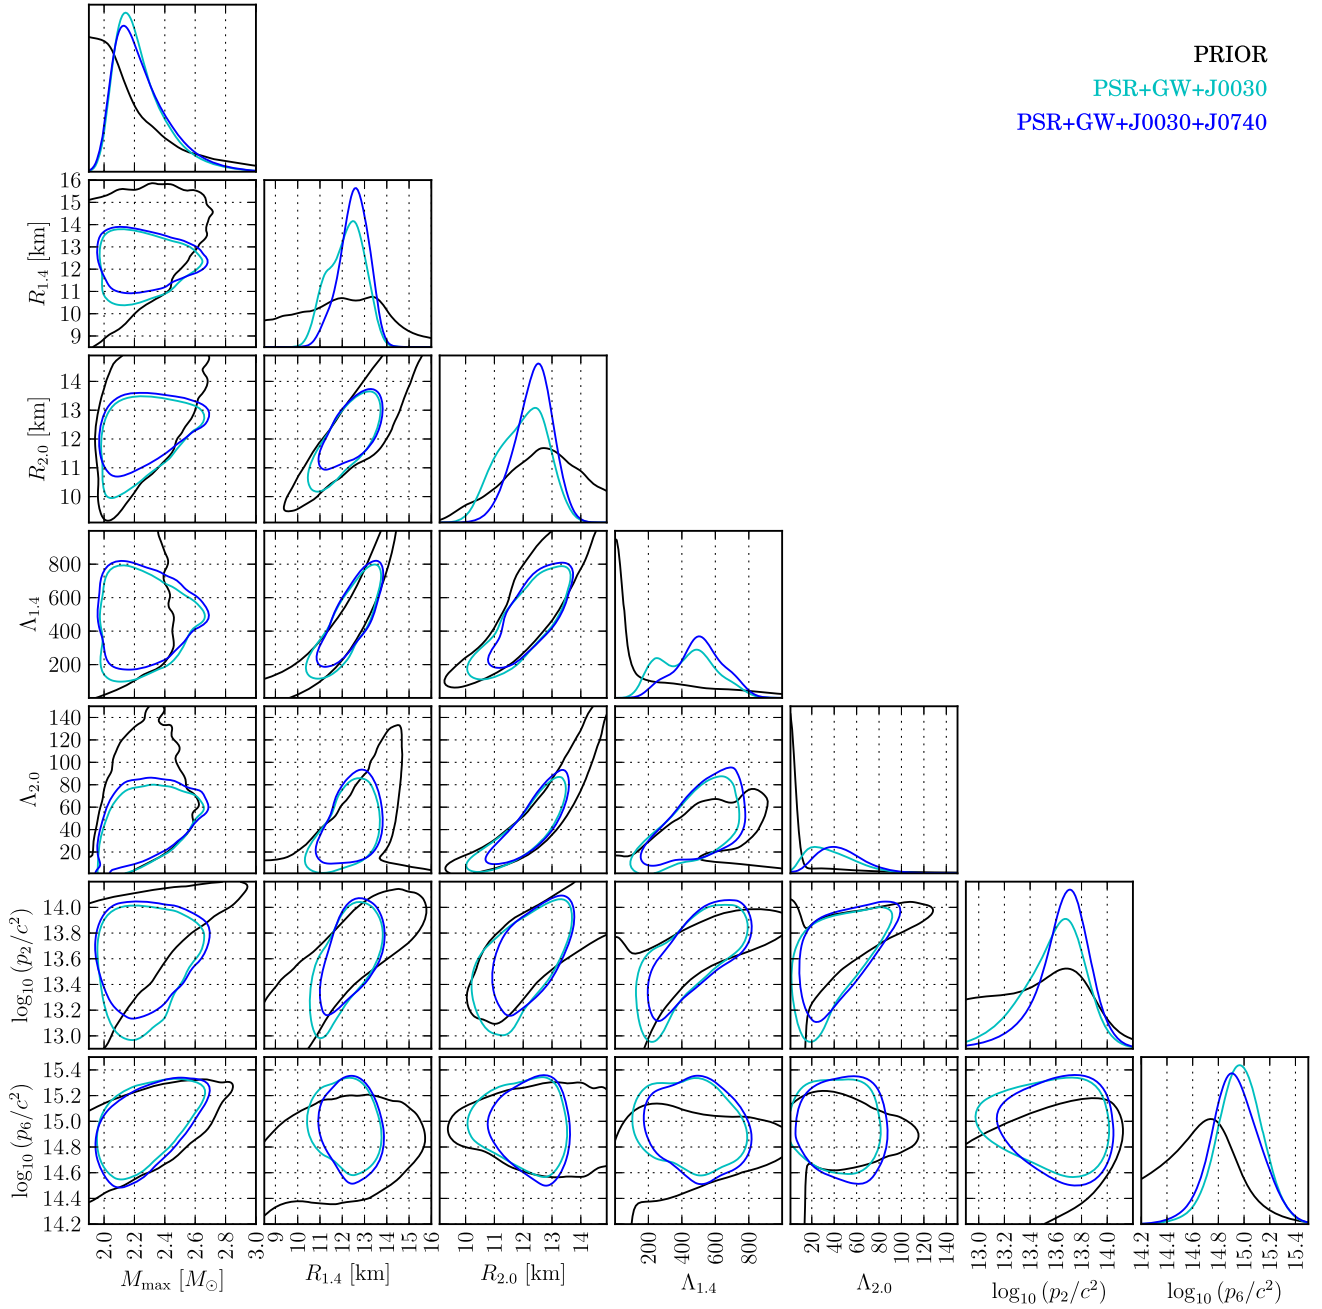 PRIOR
PSR+GW+J0030
PSR+GW+J0030+J0740
16
15
14
13
12
11
10
9
R1.4 [km]
14
13
12
11
10
R2.0 [km]
800
600
400
200
Λ1.4
140
120
100
80
60
40
20
Λ2.0
14.0
13.8
13.6
13.4
13.2
13.0
log10 (p2/c²)
15.4
15.2
15.0
14.8
14.6
14.4
14.2
log10 (p6/c²)
2.0 2.2 2.4 2.6 2.8 3.0
9 10 11 12 13 14 15 16
10 11 12 13 14
200 400 600 800
20 40 60 80 100 120 140
13.0 13.2 13.4 13.6 13.8 14.0
14.2 14.4 14.6 14.8 15.0 15.2 15.4
Mmax [M⊙]
R1.4 [km]
R2.0 [km]
Λ1.4
Λ2.0
log10 (p2/c²)
log10 (p6/c²)